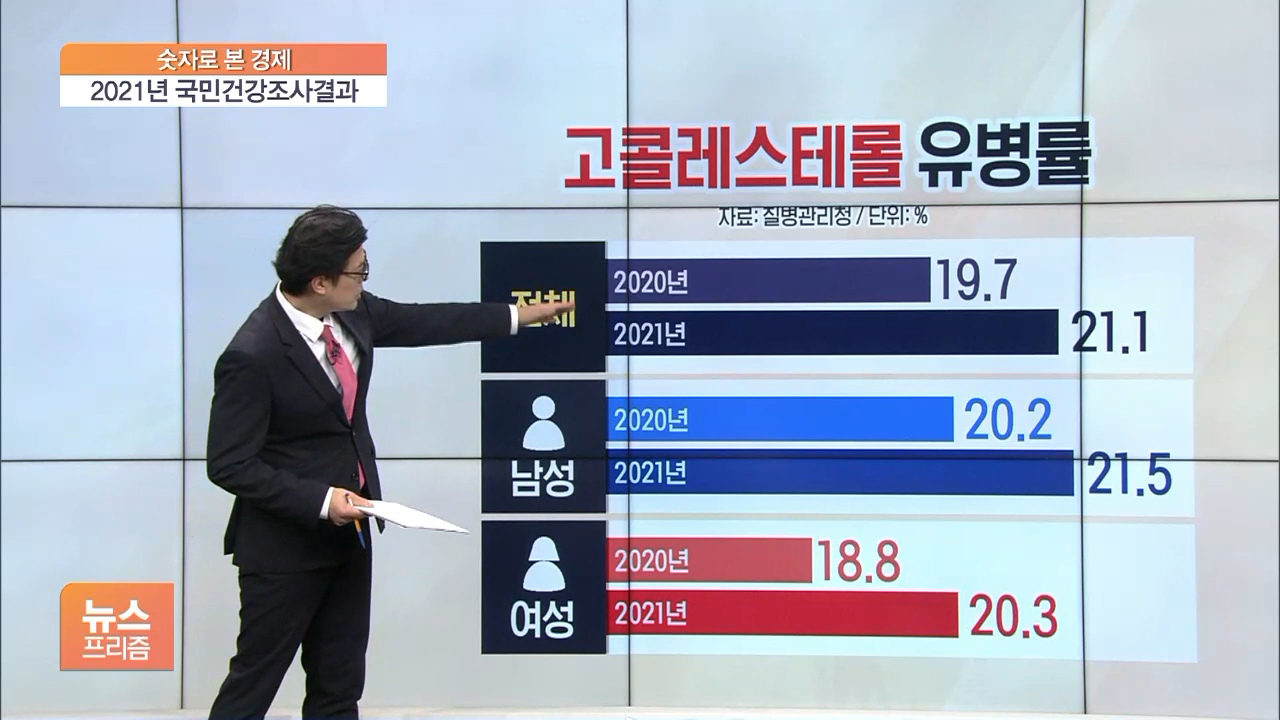 숫자로 본 경제
2021년 국민건강조사결과
고콜레스테롤 유병률
자료: 질병관리청 / 단위: %
전체
2020년 19.7
2021년 21.1
남성
2020년 20.2
2021년 21.5
여성
2020년 18.8
2021년 20.3
뉴스
프리즘